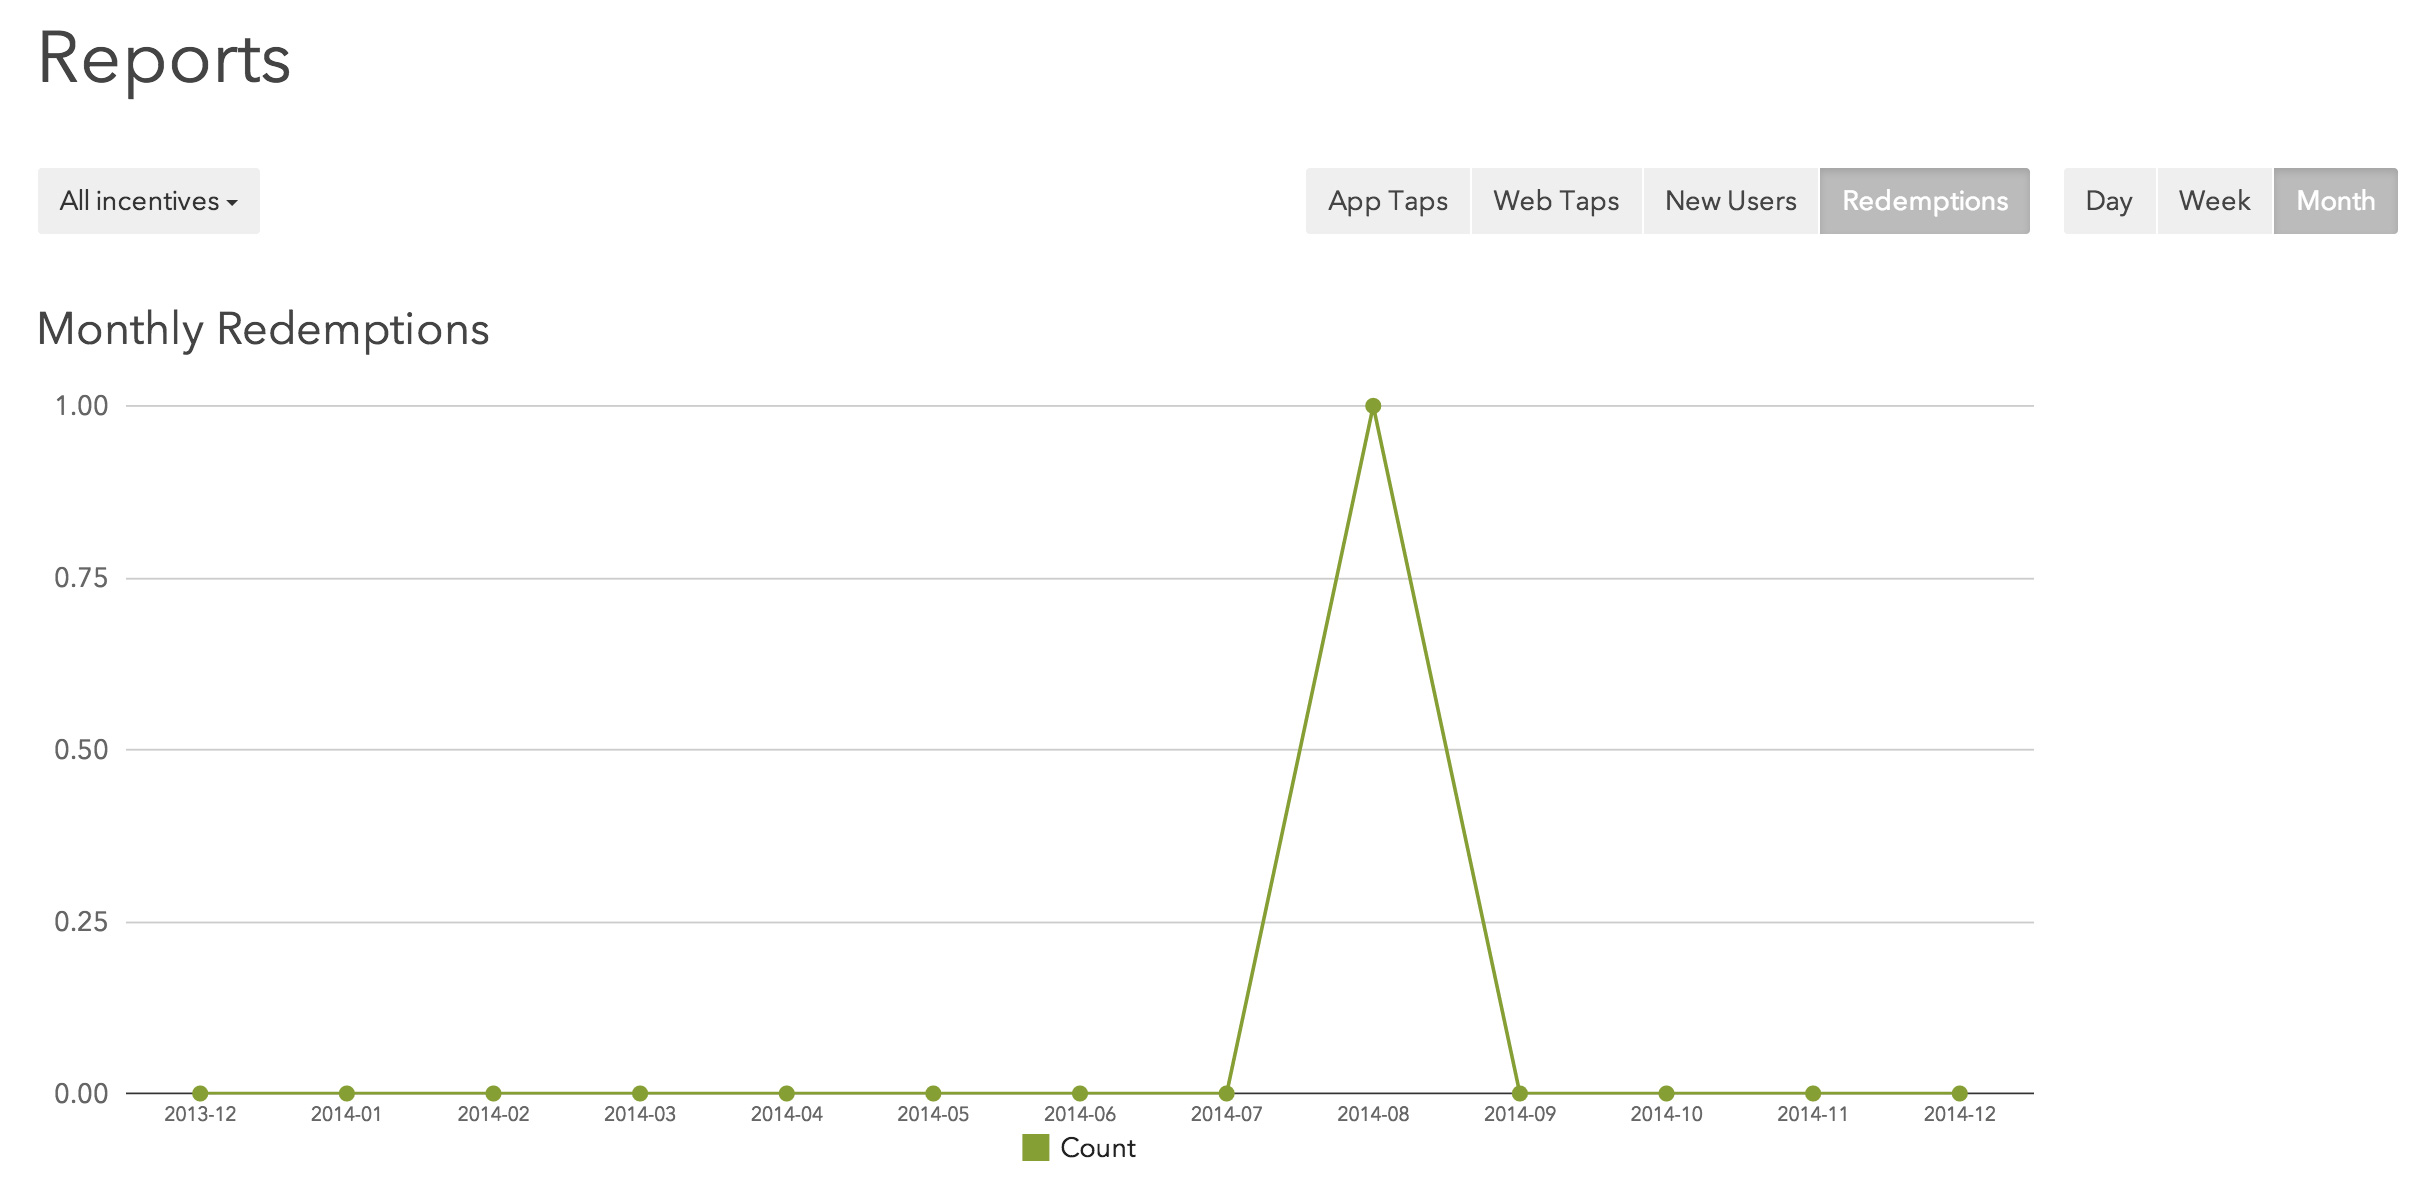 Reports
All incentives
App Taps Web Taps New Users Redemptions Day Week Month
Monthly Redemptions
1.00
0.75
0.50
0.25
0.00
2013-12 2014-01 2014-02 2014-03 2014-04 2014-05 2014-06 2014-07 2014-08 2014-09 2014-10 2014-11 2014-12
Count